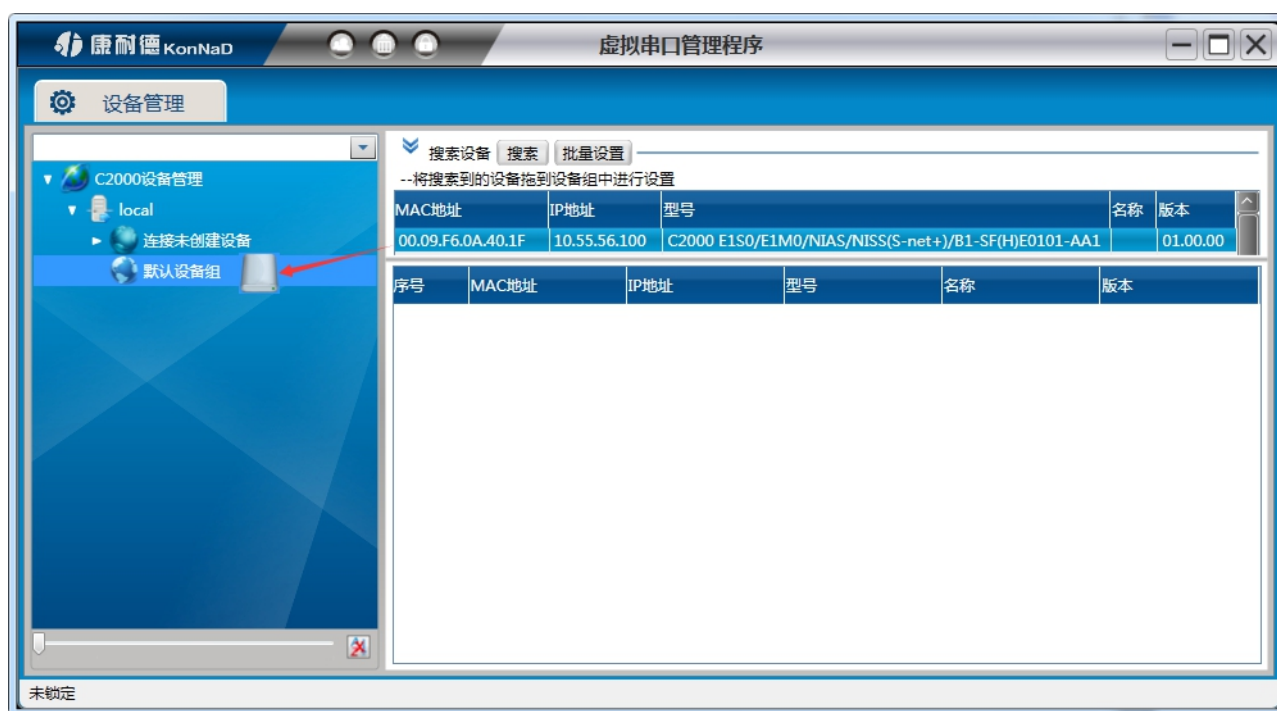 康耐德 KonNaD
虚拟串口管理程序
设备管理
搜索设备 搜索 批量设置
--将搜索到的设备拖到设备组中进行设置
C2000设备管理
local
连接未创建设备
默认设备组
MAC地址 IP地址 型号 名称 版本
00.09.F6.0A.40.1F 10.55.56.100 C2000 E1S0/E1M0/NIAS/NISS(S-net+)/B1-SF(H)E0101-AA1 01.00.00
序号 MAC地址 IP地址 型号 名称 版本
未锁定